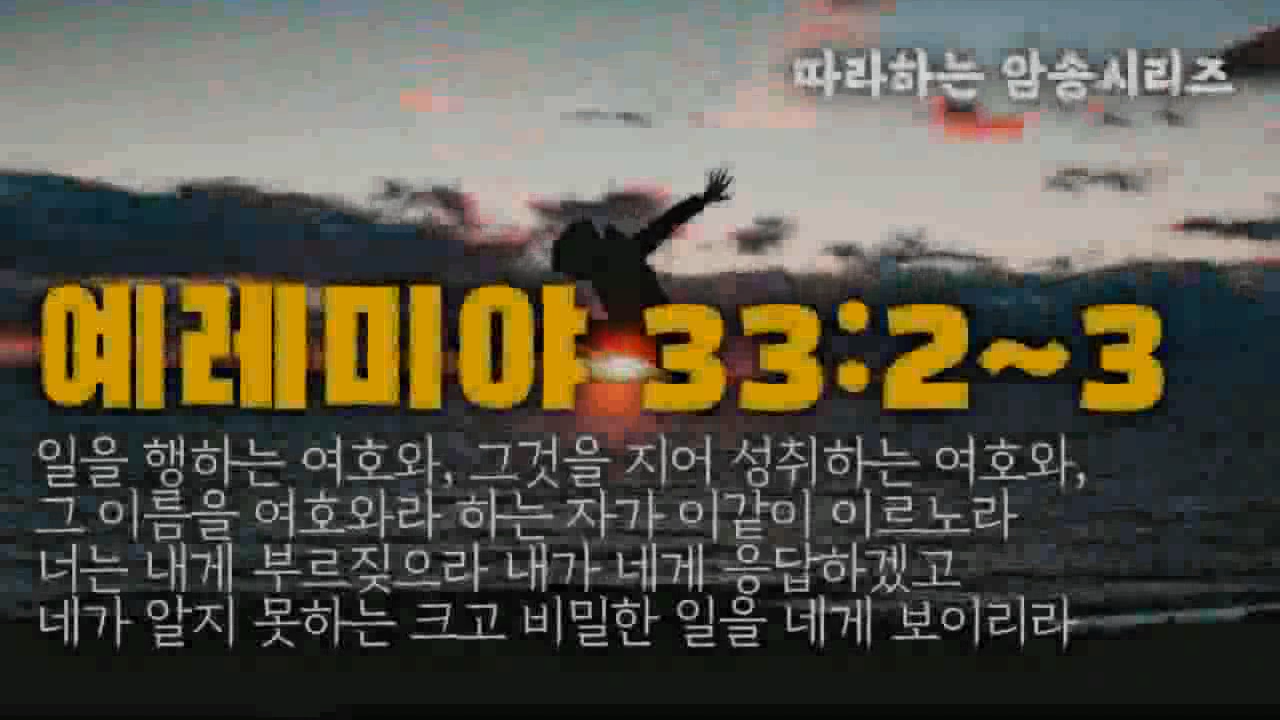 따라하는 암송시리즈
예레미야 33:2~3
일을 행하는 여호와, 그것을 지어 성취하는 여호와,
그 이름을 여호와라 하는 자가 이같이 이르노라
너는 내게 부르짖으라 내가 네게 응답하겠고
네가 알지 못하는 크고 비밀한 일을 네게 보이리라